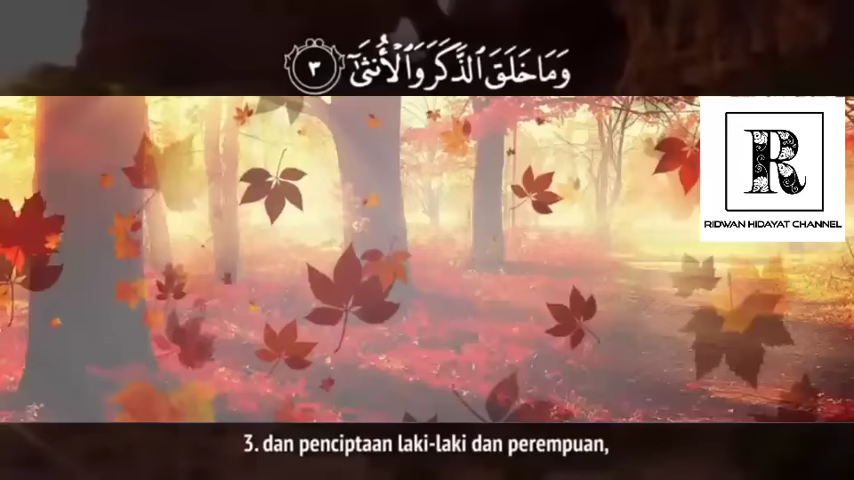 وَمَا خَلَقَ ٱلذَّكَرَ وَٱلْأُنثَىٰٓ ٣
R
RIDWAN HIDAYAT CHANNEL
3. dan penciptaan laki-laki dan perempuan,